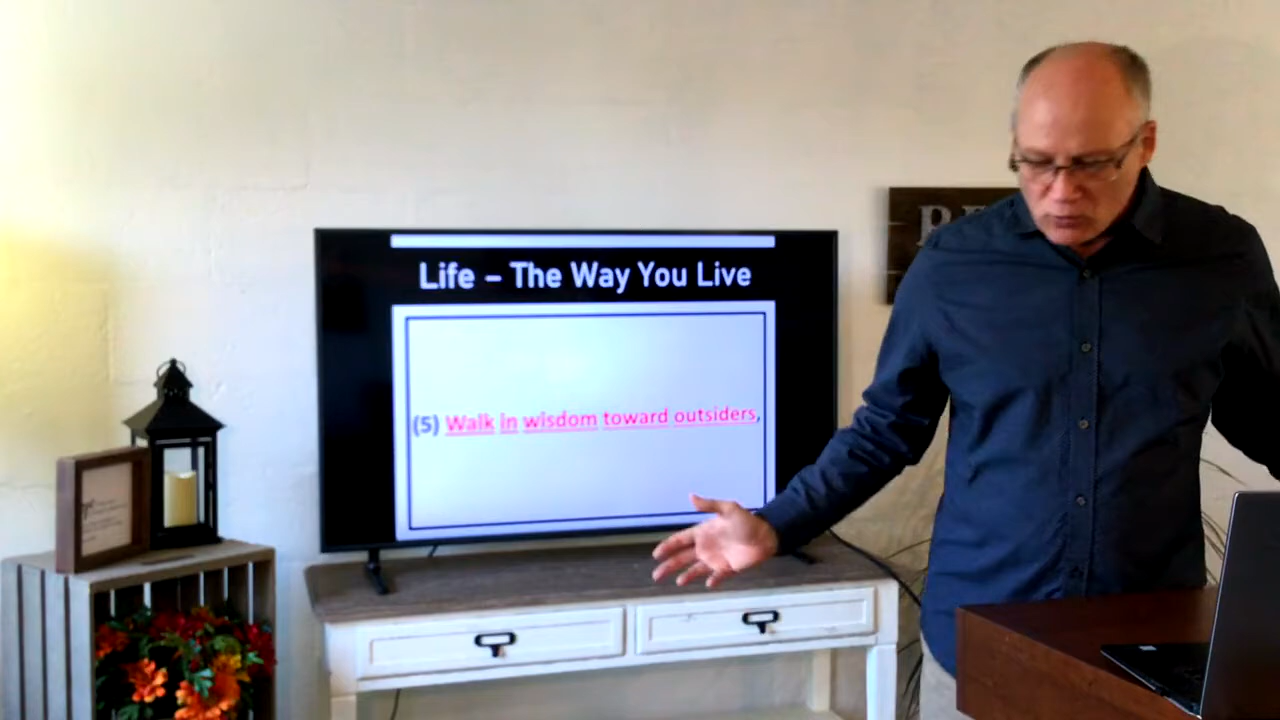 Life – The Way You Live
(5) Walk in wisdom toward outsiders,